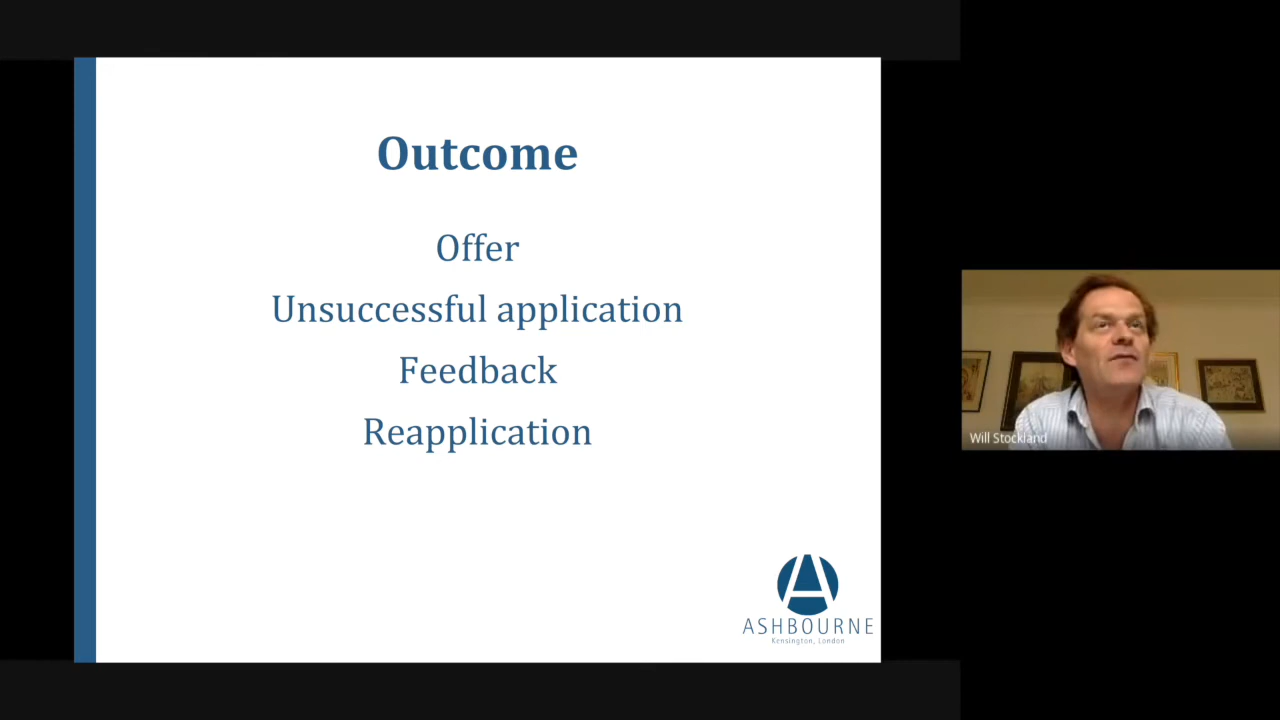 Outcome
Offer
Unsuccessful application
Feedback
Reapplication
ASHBOURNE
Kensington, London
Will Stockland